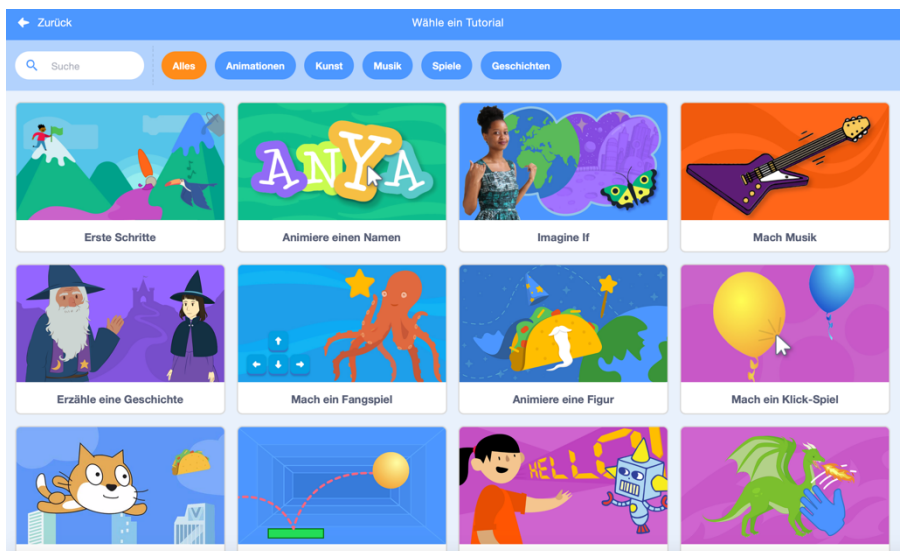 Zurück
Wähle ein Tutorial
Suche
Alles
Animationen
Kunst
Musik
Spiele
Geschichten
ANYA
Erste Schritte
Animiere einen Namen
Imagine If
Mach Musik
Erzähle eine Geschichte
Mach ein Fangspiel
Animiere eine Figur
Mach ein Klick-Spiel
HELLO